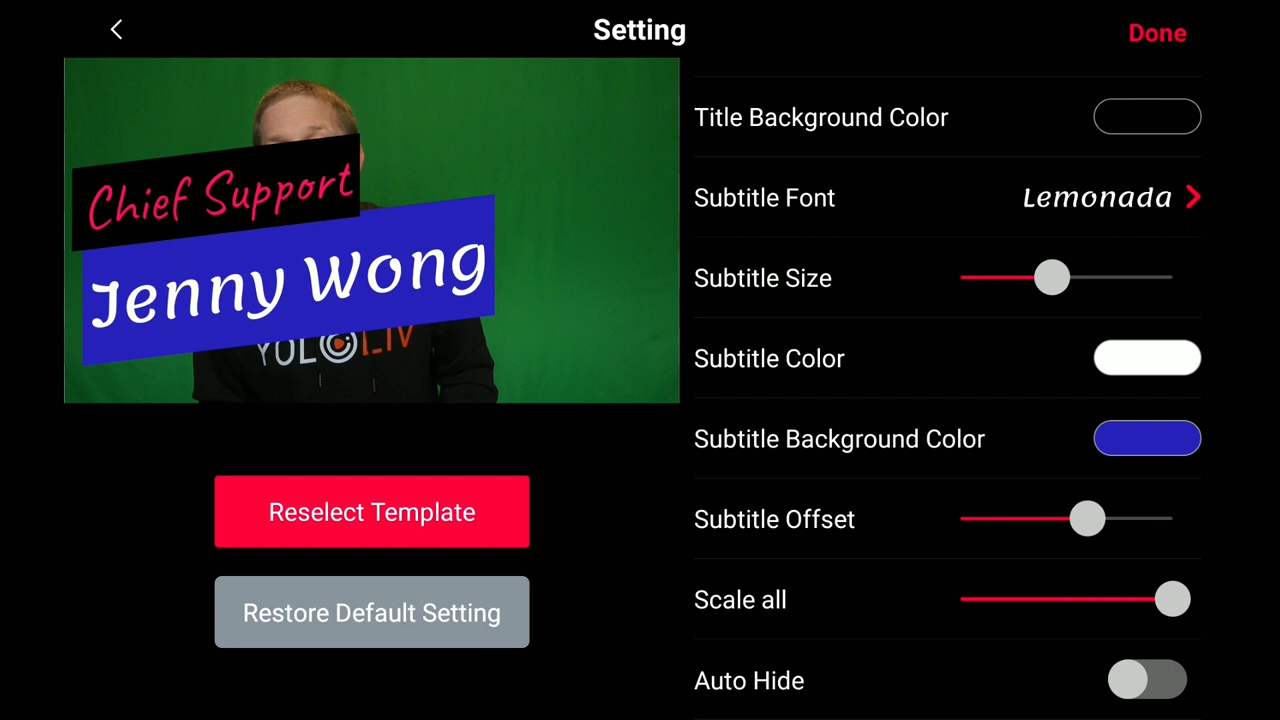 Setting
Done
Chief Support
Jenny Wong
YOLOLIV
Reselect Template
Restore Default Setting
Title Background Color
Subtitle Font
Lemonada
Subtitle Size
Subtitle Color
Subtitle Background Color
Subtitle Offset
Scale all
Auto Hide